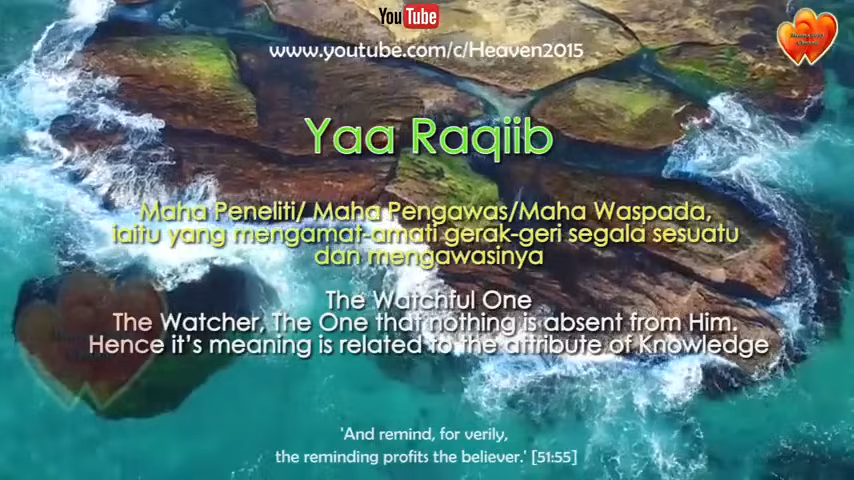 YouTube
www.youtube.com/c/Heaven2015
Yaa Raqiib
Maha Peneliti/ Maha Pengawas/Maha Waspada,
iaitu yang mengamat-amati gerak-geri segala sesuatu
dan mengawasinya
The Watchful One
The Watcher, The One that nothing is absent from Him.
Hence it's meaning is related to the attribute of Knowledge
'And remind, for verily,
the reminding profits the believer.' [51:55]